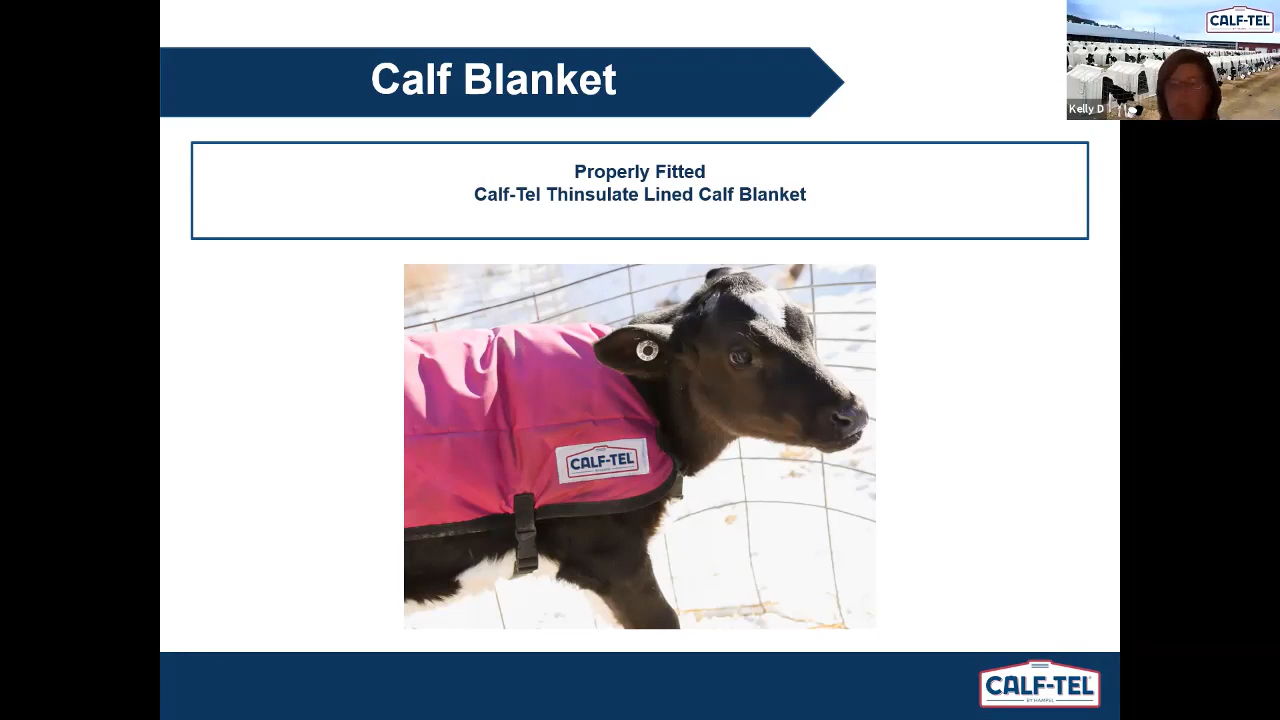 Calf Blanket
CALF-TEL
Kelly D
Properly Fitted
Calf-Tel Thinsulate Lined Calf Blanket
CALF-TEL
CALF-TEL
BY HAMPEL